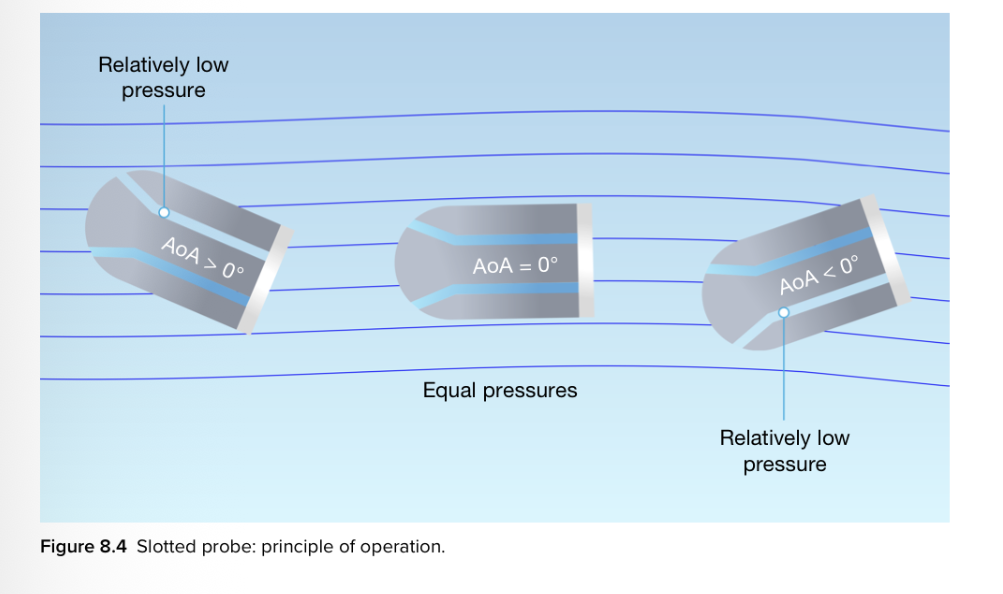 Relatively low
pressure
AoA > 0°
AoA = 0°
AoA < 0°
Equal pressures
Relatively low
pressure
Figure 8.4 Slotted probe: principle of operation.